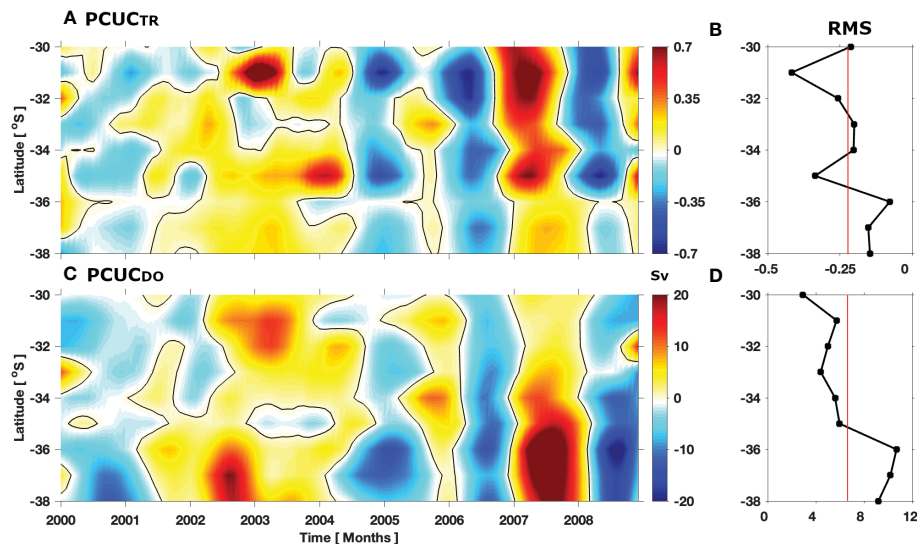 A PCUCTR
B RMS
-30
-32
-34
-36
-38
Latitude [ °S]
0.7
0.35
0
-0.35
-0.7
-30
-32
-34
-36
-38
-0.5 -0.25 0
C PCUCDO
Sv
D
-30
-32
-34
-36
-38
Latitude [ °S]
20
10
0
-10
-20
-30
-32
-34
-36
-38
2000 2001 2002 2003 2004 2005 2006 2007 2008
Time [ Months ]
0 4 8 12